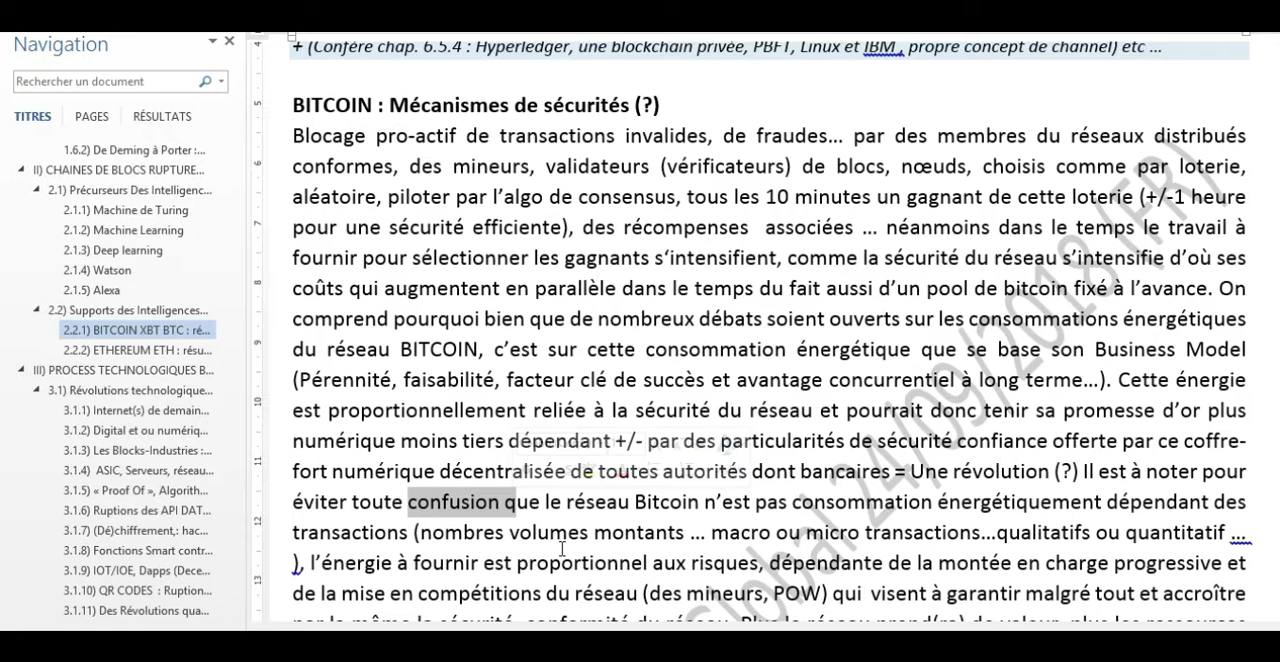 Navigation
Rechercher un document
TITRES PAGES RÉSULTATS
1.6.2) De Deming à Porter :...
II) CHAINES DE BLOCS RUPTURE...
2.1) Précurseurs Des Intelligenc...
2.1.1) Machine de Turing
2.1.2) Machine Learning
2.1.3) Deep learning
2.1.4) Watson
2.1.5) Alexa
2.2) Supports des Intelligences...
2.2.1) BITCOIN XBT BTC : ré...
2.2.2) ETHEREUM ETH : résu...
III) PROCESS TECHNOLOGIQUES B...
3.1) Révolutions technologique...
3.1.1) Internet(s) de demain...
3.1.2) Digital et ou numériq...
3.1.3) Les Blocks-Industries :...
3.1.4) ASIC, Serveurs, réseau...
3.1.5) « Proof Of », Algorith...
3.1.6) Ruptions des API DAT...
3.1.7) (Dé)chiffrement,: hac...
3.1.8) Fonctions Smart contr...
3.1.9) IOT/IOE, Dapps (Dece...
3.1.10) QR CODES : Ruption...
3.1.11) Des Révolutions qua...
4
5
6
7
8
9
10
11
12
13
+ (Confère chap. 6.5.4 : Hyperledger, une blockchain privée, PBFT, Linux et IBM , propre concept de channel) etc ...
BITCOIN : Mécanismes de sécurités (?)
Blocage pro-actif de transactions invalides, de fraudes... par des membres du réseaux distribués
conformes, des mineurs, validateurs (vérificateurs) de blocs, nœuds, choisis comme par loterie,
aléatoire, piloter par l'algo de consensus, tous les 10 minutes un gagnant de cette loterie (+/-1 heure
pour une sécurité efficiente), des récompenses associées ... néanmoins dans le temps le travail à
fournir pour sélectionner les gagnants s'intensifient, comme la sécurité du réseau s'intensifie d'où ses
coûts qui augmentent en parallèle dans le temps du fait aussi d'un pool de bitcoin fixé à l'avance. On
comprend pourquoi bien que de nombreux débats soient ouverts sur les consommations énergétiques
du réseau BITCOIN, c'est sur cette consommation énergétique que se base son Business Model
(Pérennité, faisabilité, facteur clé de succès et avantage concurrentiel à long terme...). Cette énergie
est proportionnellement reliée à la sécurité du réseau et pourrait donc tenir sa promesse d'or plus
numérique moins tiers dépendant +/- par des particularités de sécurité confiance offerte par ce coffre-
fort numérique décentralisée de toutes autorités dont bancaires = Une révolution (?) Il est à noter pour
éviter toute confusion que le réseau Bitcoin n'est pas consommation énergétiquement dépendant des
transactions (nombres volumes montants ... macro ou micro transactions...qualitatifs ou quantitatif ...
), l'énergie à fournir est proportionnel aux risques, dépendante de la montée en charge progressive et
de la mise en compétitions du réseau (des mineurs, POW) qui visent à garantir malgré tout et accroître
Global 24/09/2018 (FR)